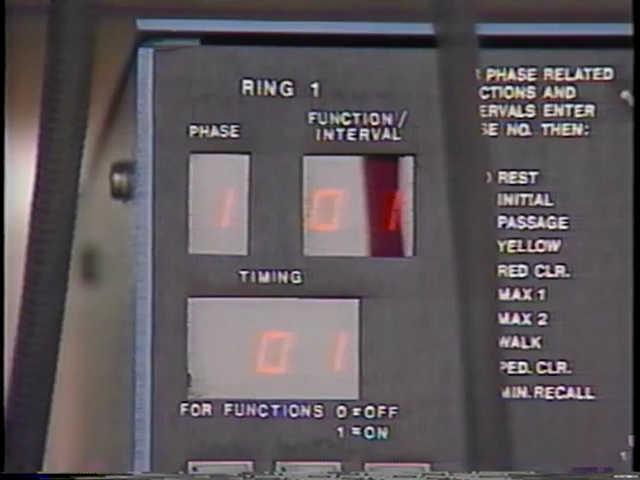 RING 1
PHASE
FUNCTION/
INTERVAL
1
01
TIMING
01
FOR FUNCTIONS 0=OFF
1=ON
PHASE RELATED
CTIONS AND
ERVALS ENTER
SE NO. THEN:
REST
INITIAL
PASSAGE
YELLOW
RED CLR.
MAX 1
MAX 2
WALK
PED. CLR.
MIN. RECALL